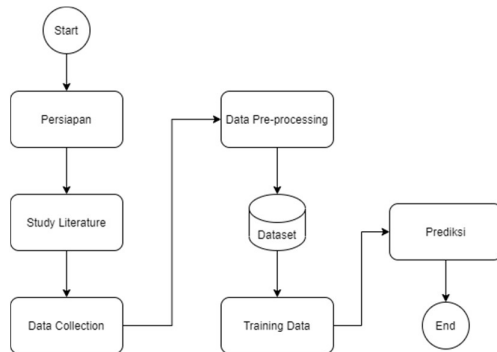 Start
Persiapan
Study Literature
Data Collection
Data Pre-processing
Dataset
Training Data
Prediksi
End